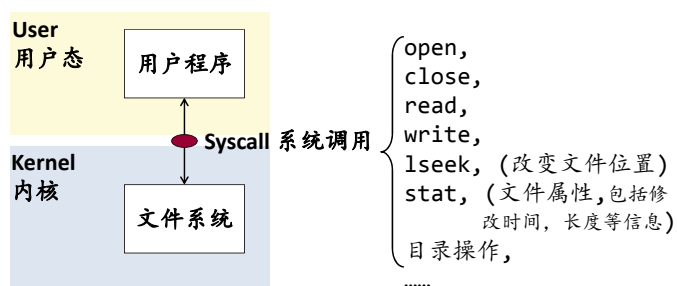 User
用户态
用户程序
Syscall 系统调用
Kernel
内核
文件系统
open,
close,
read,
write,
lseek, (改变文件位置)
stat, (文件属性,包括修
改时间, 长度等信息)
目录操作,
……